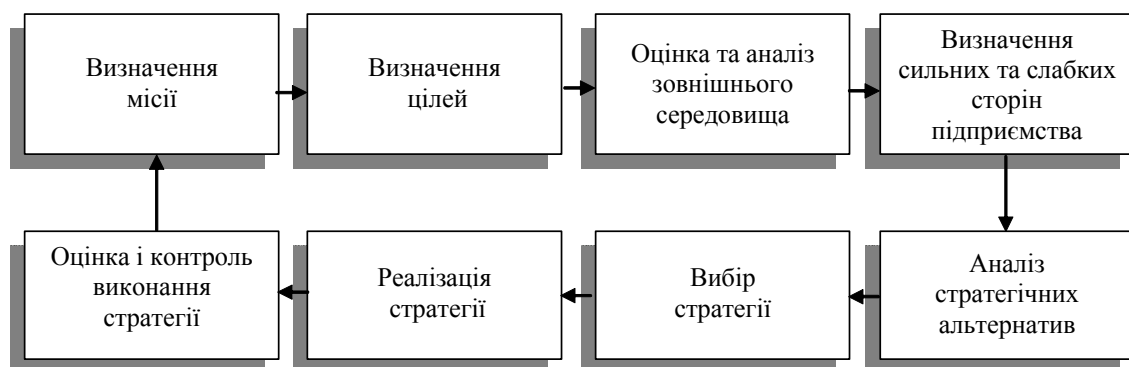 Визначення
місії
Визначення
цілей
Оцінка та аналіз
зовнішнього
середовища
Визначення
сильних та слабких
сторін
підприємства
Аналіз
стратегічних
альтернатив
Вибір
стратегії
Реалізація
стратегії
Оцінка і контроль
виконання
стратегії